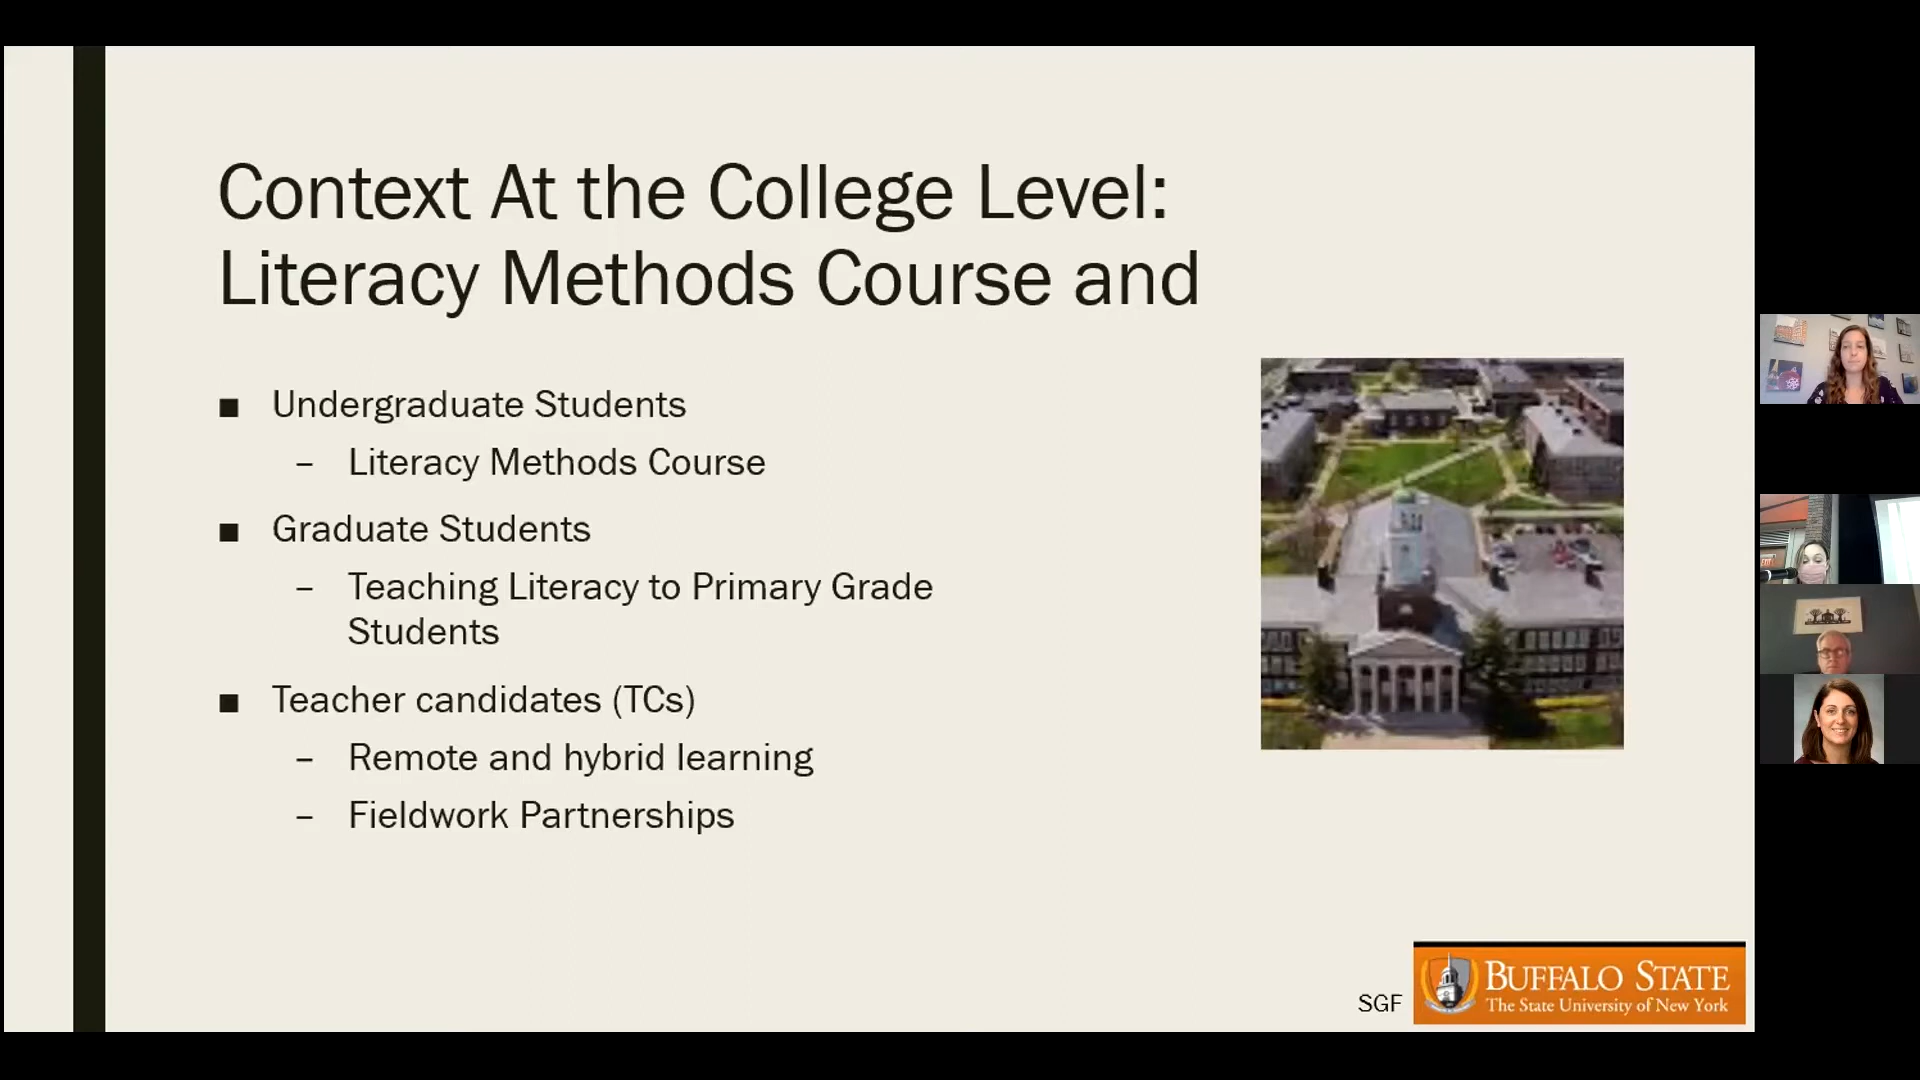 Context At the College Level:
Literacy Methods Course and
■ Undergraduate Students
– Literacy Methods Course
■ Graduate Students
– Teaching Literacy to Primary Grade
Students
■ Teacher candidates (TCs)
– Remote and hybrid learning
– Fieldwork Partnerships
SGF
BUFFALO STATE
The State University of New York